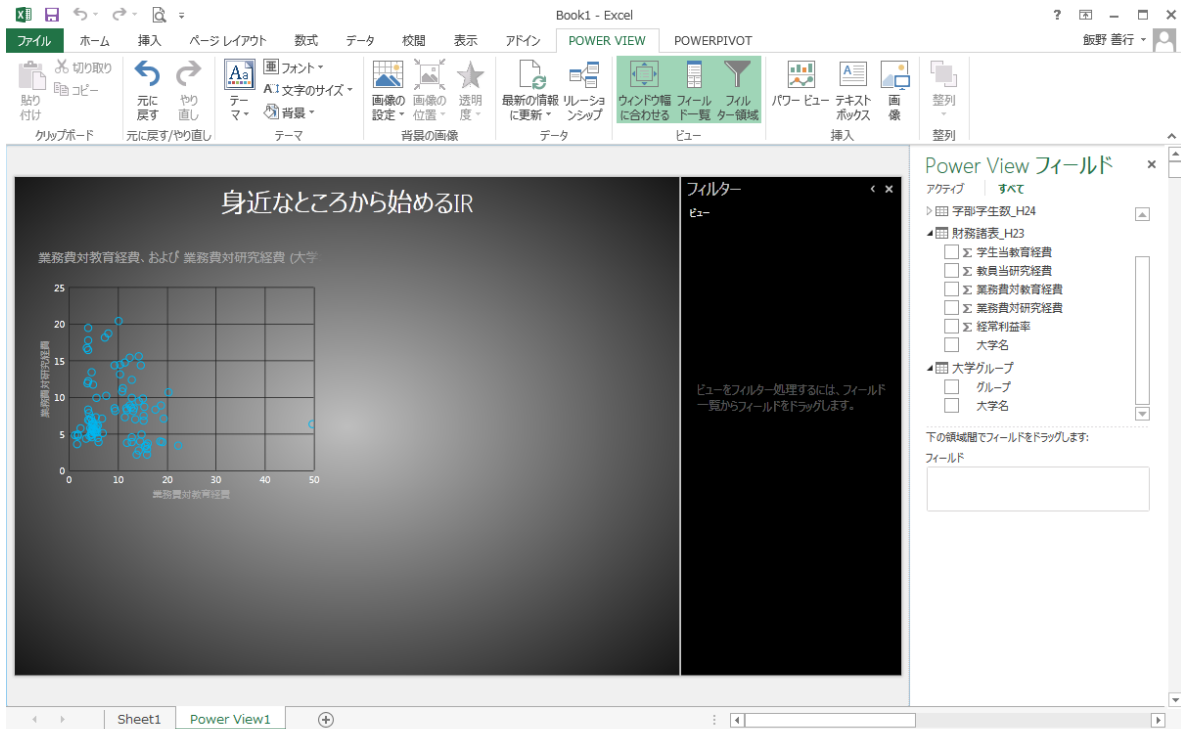 Book1 - Excel
ファイル ホーム 挿入 ページ レイアウト 数式 データ 校閲 表示 アドイン POWER VIEW POWERPIVOT 飯野 善行
貼り付け
切り取り
コピー
クリップボード
元に戻す
やり直し
元に戻す/やり直し
テーマ
フォント
文字のサイズ
背景
テーマ
画像の設定
画像の位置
透明度
背景の画像
最新の情報に更新
リレーションシップ
データ
ウィンドウ幅に合わせる
フィールド一覧
フィルター領域
ビュー
パワー ビュー
テキスト ボックス
画像
挿入
整列
整列
身近なところから始めるIR
業務費対教育経費、および 業務費対研究経費 (大学
25
20
15
10
5
0
業務費対研究経費
0 10 20 30 40 50
業務費対教育経費
フィルター
ビュー
ビューをフィルター処理するには、フィールド
一覧からフィールドをドラッグします。
Power View フィールド
アクティブ すべて
学部学生数_H24
財務諸表_H23
Σ 学生当教育経費
Σ 教員当研究経費
Σ 業務費対教育経費
Σ 業務費対研究経費
Σ 経常利益率
大学名
大学グループ
グループ
大学名
下の領域間でフィールドをドラッグします:
フィールド
Sheet1 Power View1